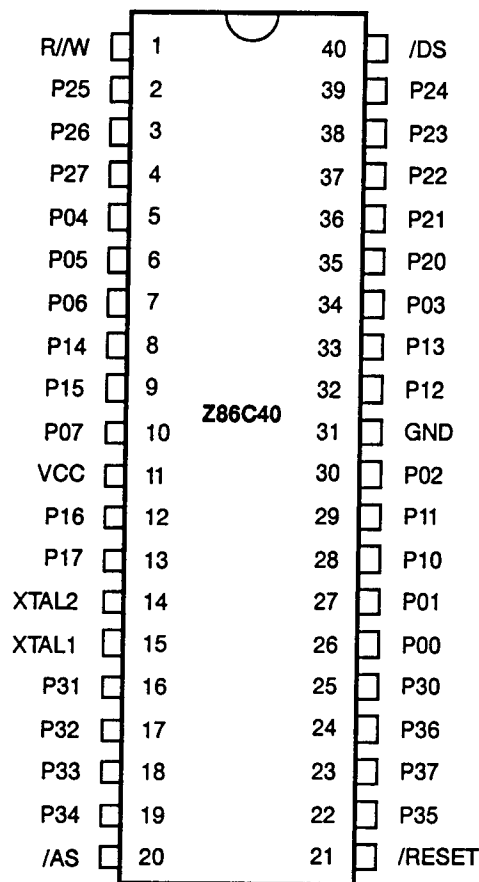 R//W 1 40 /DS
P25 2 39 P24
P26 3 38 P23
P27 4 37 P22
P04 5 36 P21
P05 6 35 P20
P06 7 34 P03
P14 8 33 P13
P15 9 32 P12
Z86C40
P07 10 31 GND
VCC 11 30 P02
P16 12 29 P11
P17 13 28 P10
XTAL2 14 27 P01
XTAL1 15 26 P00
P31 16 25 P30
P32 17 24 P36
P33 18 23 P37
P34 19 22 P35
/AS 20 21 /RESET